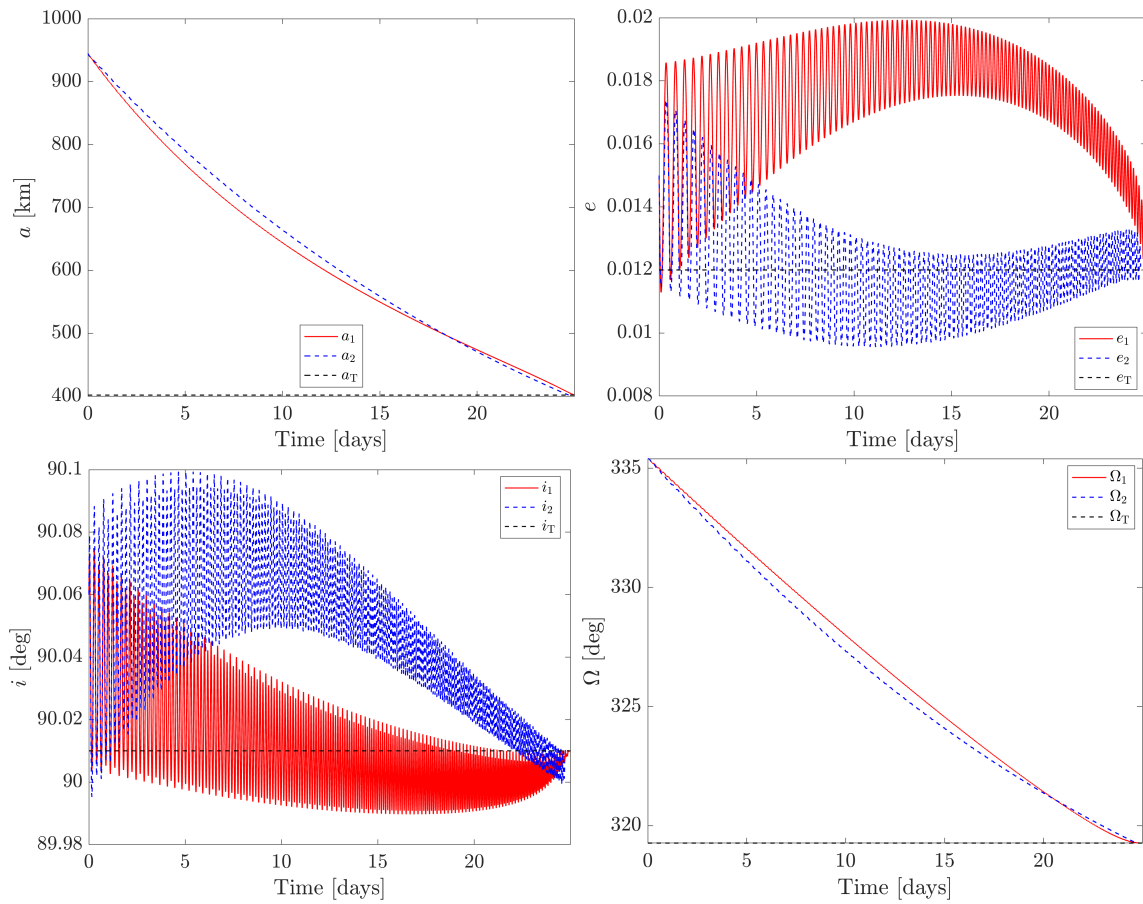 1000
900
800
700
600
500
400
a [km]
a₁
a₂
a_T
0 5 10 15 20
Time [days]
0.02
0.018
0.016
0.014
0.012
0.01
0.008
e
e₁
e₂
e_T
0 5 10 15 20
Time [days]
90.1
90.08
90.06
90.04
90.02
90
89.98
i [deg]
i₁
i₂
i_T
0 5 10 15 20
Time [days]
335
330
325
320
Ω [deg]
Ω₁
Ω₂
Ω_T
0 5 10 15 20
Time [days]